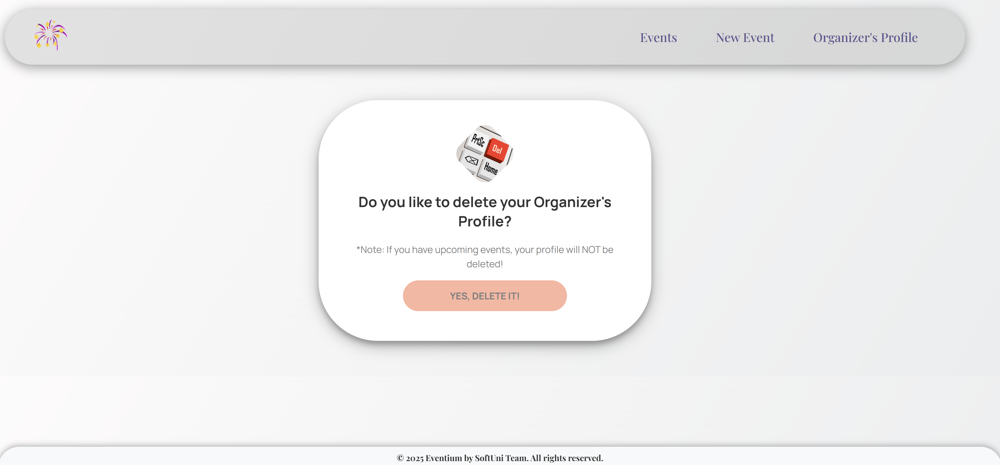 Events New Event Organizer's Profile
PrtSc
Del
Home
Do you like to delete your Organizer's
Profile?
*Note: If you have upcoming events, your profile will NOT be
deleted!
YES, DELETE IT!
© 2025 Eventium by SoftUni Team. All rights reserved.